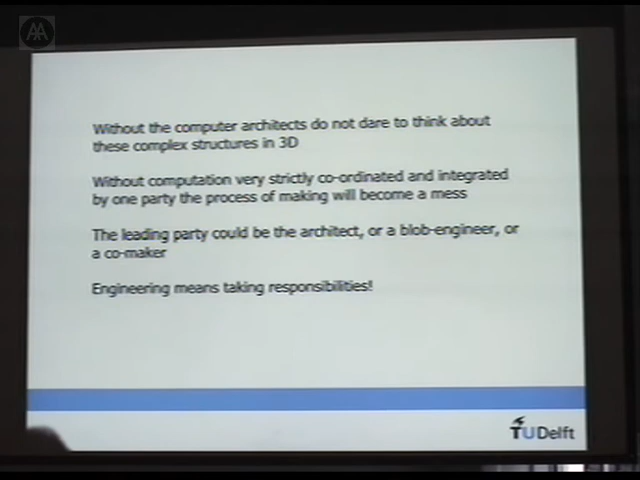 AA
Without the computer architects do not dare to think about
these complex structures in 3D
Without computation very strictly co-ordinated and integrated
by one party the process of making will become a mess
The leading party could be the architect, or a blob-engineer, or
a co-maker
Engineering means taking responsibilities!
TUDelft